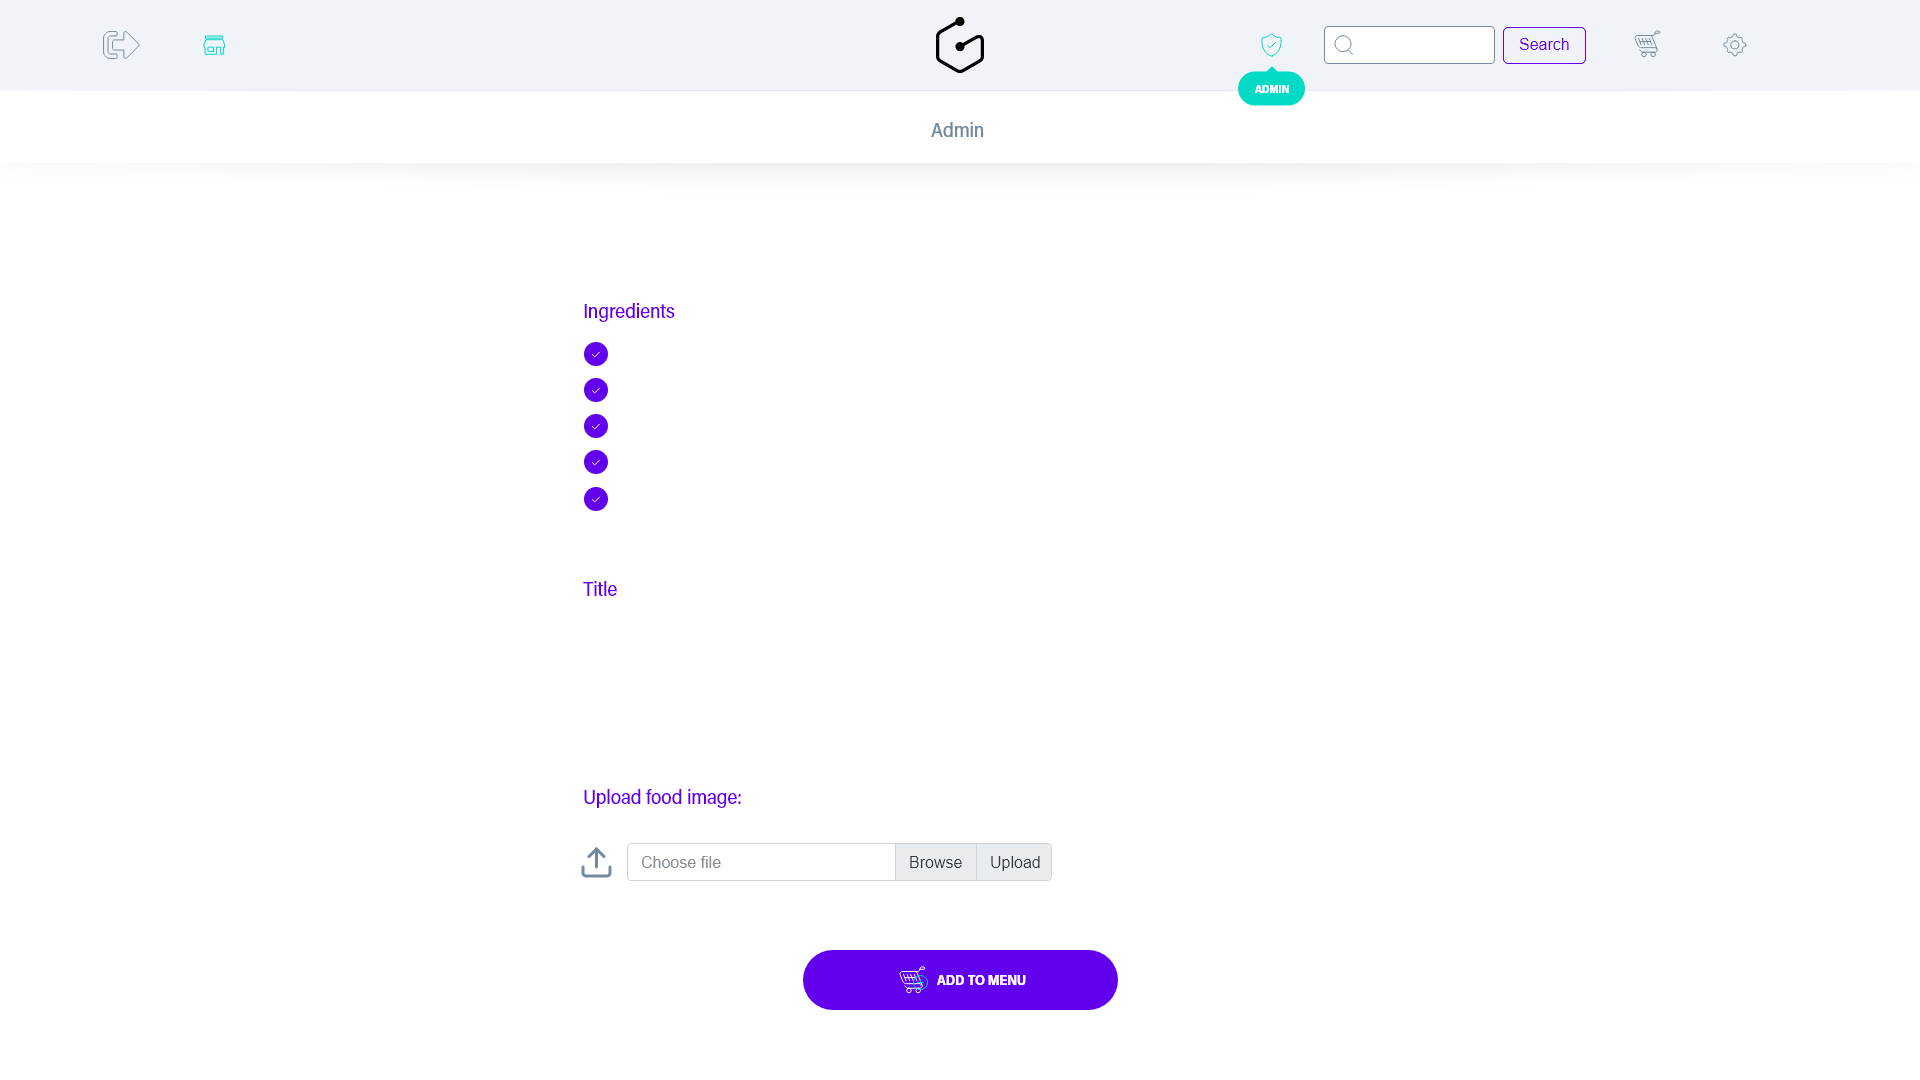 Search
ADMIN
Admin
Ingredients
Title
Upload food image:
Choose file Browse Upload
ADD TO MENU